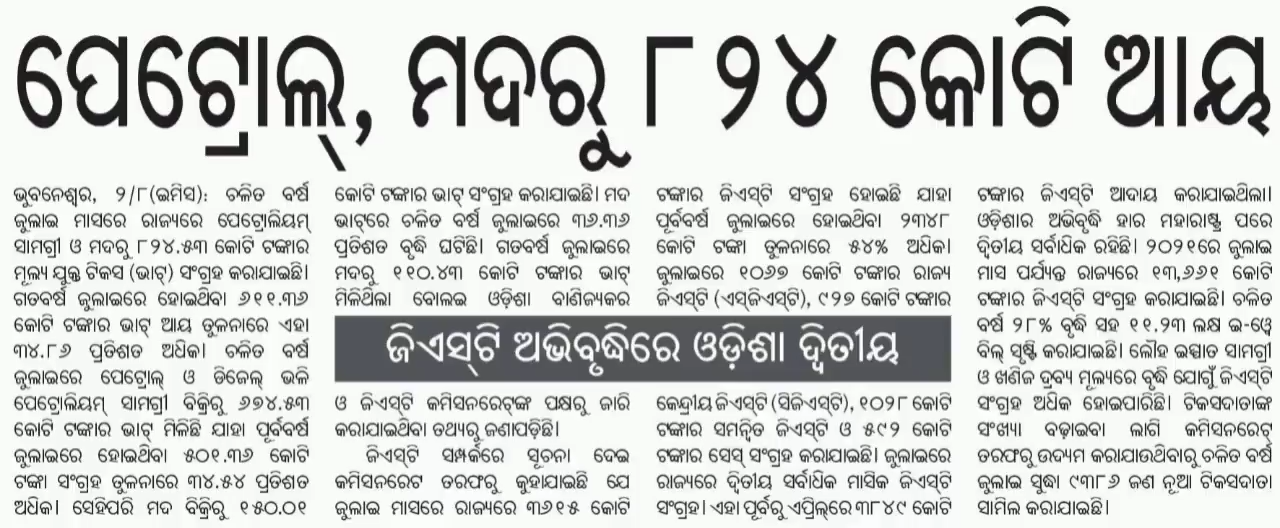 ପେଟ୍ରୋଲ୍, ମଦରୁ ୮୨୪ କୋଟି ଆୟ
ଭୁବନେଶ୍ୱର, ୨/୮(ଇମିସ): ଚଳିତ ବର୍ଷ
ଜୁଲାଇ ମାସରେ ରାଜ୍ୟରେ ପେଟ୍ରୋଲିୟମ୍
ସାମଗ୍ରୀ ଓ ମଦରୁ ୮୨୪.୫୩ କୋଟି ଟଙ୍କାର
ମୂଲ୍ୟ ଯୁକ୍ତ ଟିକସ (ଭାଟ୍) ସଂଗ୍ରହ କରାଯାଇଛି।
ଗତବର୍ଷ ଜୁଲାଇରେ ହୋଇଥିବା ୬୧୧.୩୬
କୋଟି ଟଙ୍କାର ଭାଟ୍ ଆୟ ତୁଳନାରେ ଏହା
୩୪.୮୬ ପ୍ରତିଶତ ଅଧିକ। ଚଳିତ ବର୍ଷ
ଜୁଲାଇରେ ପେଟ୍ରୋଲ୍ ଓ ଡିଜେଲ୍ ଭଳି
ପେଟ୍ରୋଲିୟମ୍ ସାମଗ୍ରୀ ବିକ୍ରିରୁ ୬୭୪.୫୩
କୋଟି ଟଙ୍କାର ଭାଟ୍ ମିଳିଛି ଯାହା ପୂର୍ବବର୍ଷ
ଜୁଲାଇରେ ହୋଇଥିବା ୫୦୧.୩୬ କୋଟି
ଟଙ୍କା ସଂଗ୍ରହ ତୁଳନାରେ ୩୪.୫୪ ପ୍ରତିଶତ
ଅଧିକ। ସେହିପରି ମଦ ବିକ୍ରିରୁ ୧୫୦.୦୧
କୋଟି ଟଙ୍କାର ଭାଟ୍ ସଂଗ୍ରହ କରାଯାଇଛି। ମଦ
ଭାଟ୍‌ରେ ଚଳିତ ବର୍ଷ ଜୁଲାଇରେ ୩୬.୩୬
ପ୍ରତିଶତ ବୃଦ୍ଧି ଘଟିଛି। ଗତବର୍ଷ ଜୁଲାଇରେ
ମଦରୁ ୧୧୦.୪୩ କୋଟି ଟଙ୍କାର ଭାଟ୍
ମିଳିଥିଲା ବୋଲଇ ଓଡ଼ିଶା ବାଣିଜ୍ୟକର
ଜିଏସ୍‌ଟି ଅଭିବୃଦ୍ଧିରେ ଓଡ଼ିଶା ଦ୍ୱିତୀୟ
ଓ ଜିଏସ୍‌ଟି କମିସନରେଟ୍‌ଙ୍କ ପକ୍ଷରୁ ଜାରି
କରାଯାଇଥିବା ତଥ୍ୟରୁ ଜଣାପଡ଼ିଛି।
ଜିଏସ୍‌ଟି ସମ୍ପର୍କରେ ସୂଚନା ଦେଇ
କମିସନରେଟ ତରଫରୁ କୁହାଯାଇଛି ଯେ
ଜୁଲାଇ ମାସରେ ରାଜ୍ୟରେ ୩୬୧୫ କୋଟି
ଟଙ୍କାର ଜିଏସ୍‌ଟି ସଂଗ୍ରହ ହୋଇଛି ଯାହା
ପୂର୍ବବର୍ଷ ଜୁଲାଇରେ ହୋଇଥିବା ୨୩୪୮
କୋଟି ଟଙ୍କା ତୁଳନାରେ ୫୪% ଅଧିକ।
ଜୁଲାଇରେ ୧୦୬୭ କୋଟି ଟଙ୍କାର ରାଜ୍ୟ
ଜିଏସ୍‌ଟି (ଏସ୍‌ଜିଏସ୍‌ଟି), ୯୨୭ କୋଟି ଟଙ୍କାର
କେନ୍ଦ୍ରୀୟ ଜିଏସ୍‌ଟି (ସିଜିଏସ୍‌ଟି), ୧୦୨୮ କୋଟି
ଟଙ୍କାର ସମନ୍ୱିତ ଜିଏସ୍‌ଟି ଓ ୫୯୨ କୋଟି
ଟଙ୍କାର ସେସ୍ ସଂଗ୍ରହ କରାଯାଇଛି। ଜୁଲାଇରେ
ରାଜ୍ୟରେ ଦ୍ୱିତୀୟ ସର୍ବାଧିକ ମାସିକ ଜିଏସ୍‌ଟି
ସଂଗ୍ରହ। ଏହା ପୂର୍ବରୁ ଏପ୍ରିଲ୍‌ରେ ୩୮୪୯ କୋଟି
ଟଙ୍କାର ଜିଏସ୍‌ଟି ଆଦାୟ କରାଯାଇଥିଲା।
ଓଡ଼ିଶାର ଅଭିବୃଦ୍ଧି ହାର ମହାରାଷ୍ଟ୍ର ପରେ
ଦ୍ୱିତୀୟ ସର୍ବାଧିକ ରହିଛି। ୨୦୨୧ରେ ଜୁଲାଇ
ମାସ ପର୍ଯ୍ୟନ୍ତ ରାଜ୍ୟରେ ୧୩,୬୬୧ କୋଟି
ଟଙ୍କାର ଜିଏସ୍‌ଟି ସଂଗ୍ରହ କରାଯାଇଛି। ଚଳିତ
ବର୍ଷ ୨୮% ବୃଦ୍ଧି ସହ ୧୧.୨୩ ଲକ୍ଷ ଇ-ୱେ
ବିଲ୍ ସୃଷ୍ଟି କରାଯାଇଛି। ଲୌହ ଇସ୍ପାତ ସାମଗ୍ରୀ
ଓ ଖଣିଜ ଦ୍ରବ୍ୟ ମୂଲ୍ୟରେ ବୃଦ୍ଧି ଯୋଗୁଁ ଜିଏସ୍‌ଟି
ସଂଗ୍ରହ ଅଧିକ ହୋଇପାରିଛି। ଟିକସଦାତାଙ୍କ
ସଂଖ୍ୟା ବଢ଼ାଇବା ଲାଗି କମିସନରେଟ୍
ତରଫରୁ ଉଦ୍ୟମ କରାଯାଉଥିବାରୁ ଚଳିତ ବର୍ଷ
ଜୁଲାଇ ସୁଦ୍ଧା ୯୩୮୬ ଜଣ ନୂଆ ଟିକସଦାତା
ସାମିଲ କରାଯାଇଛି।